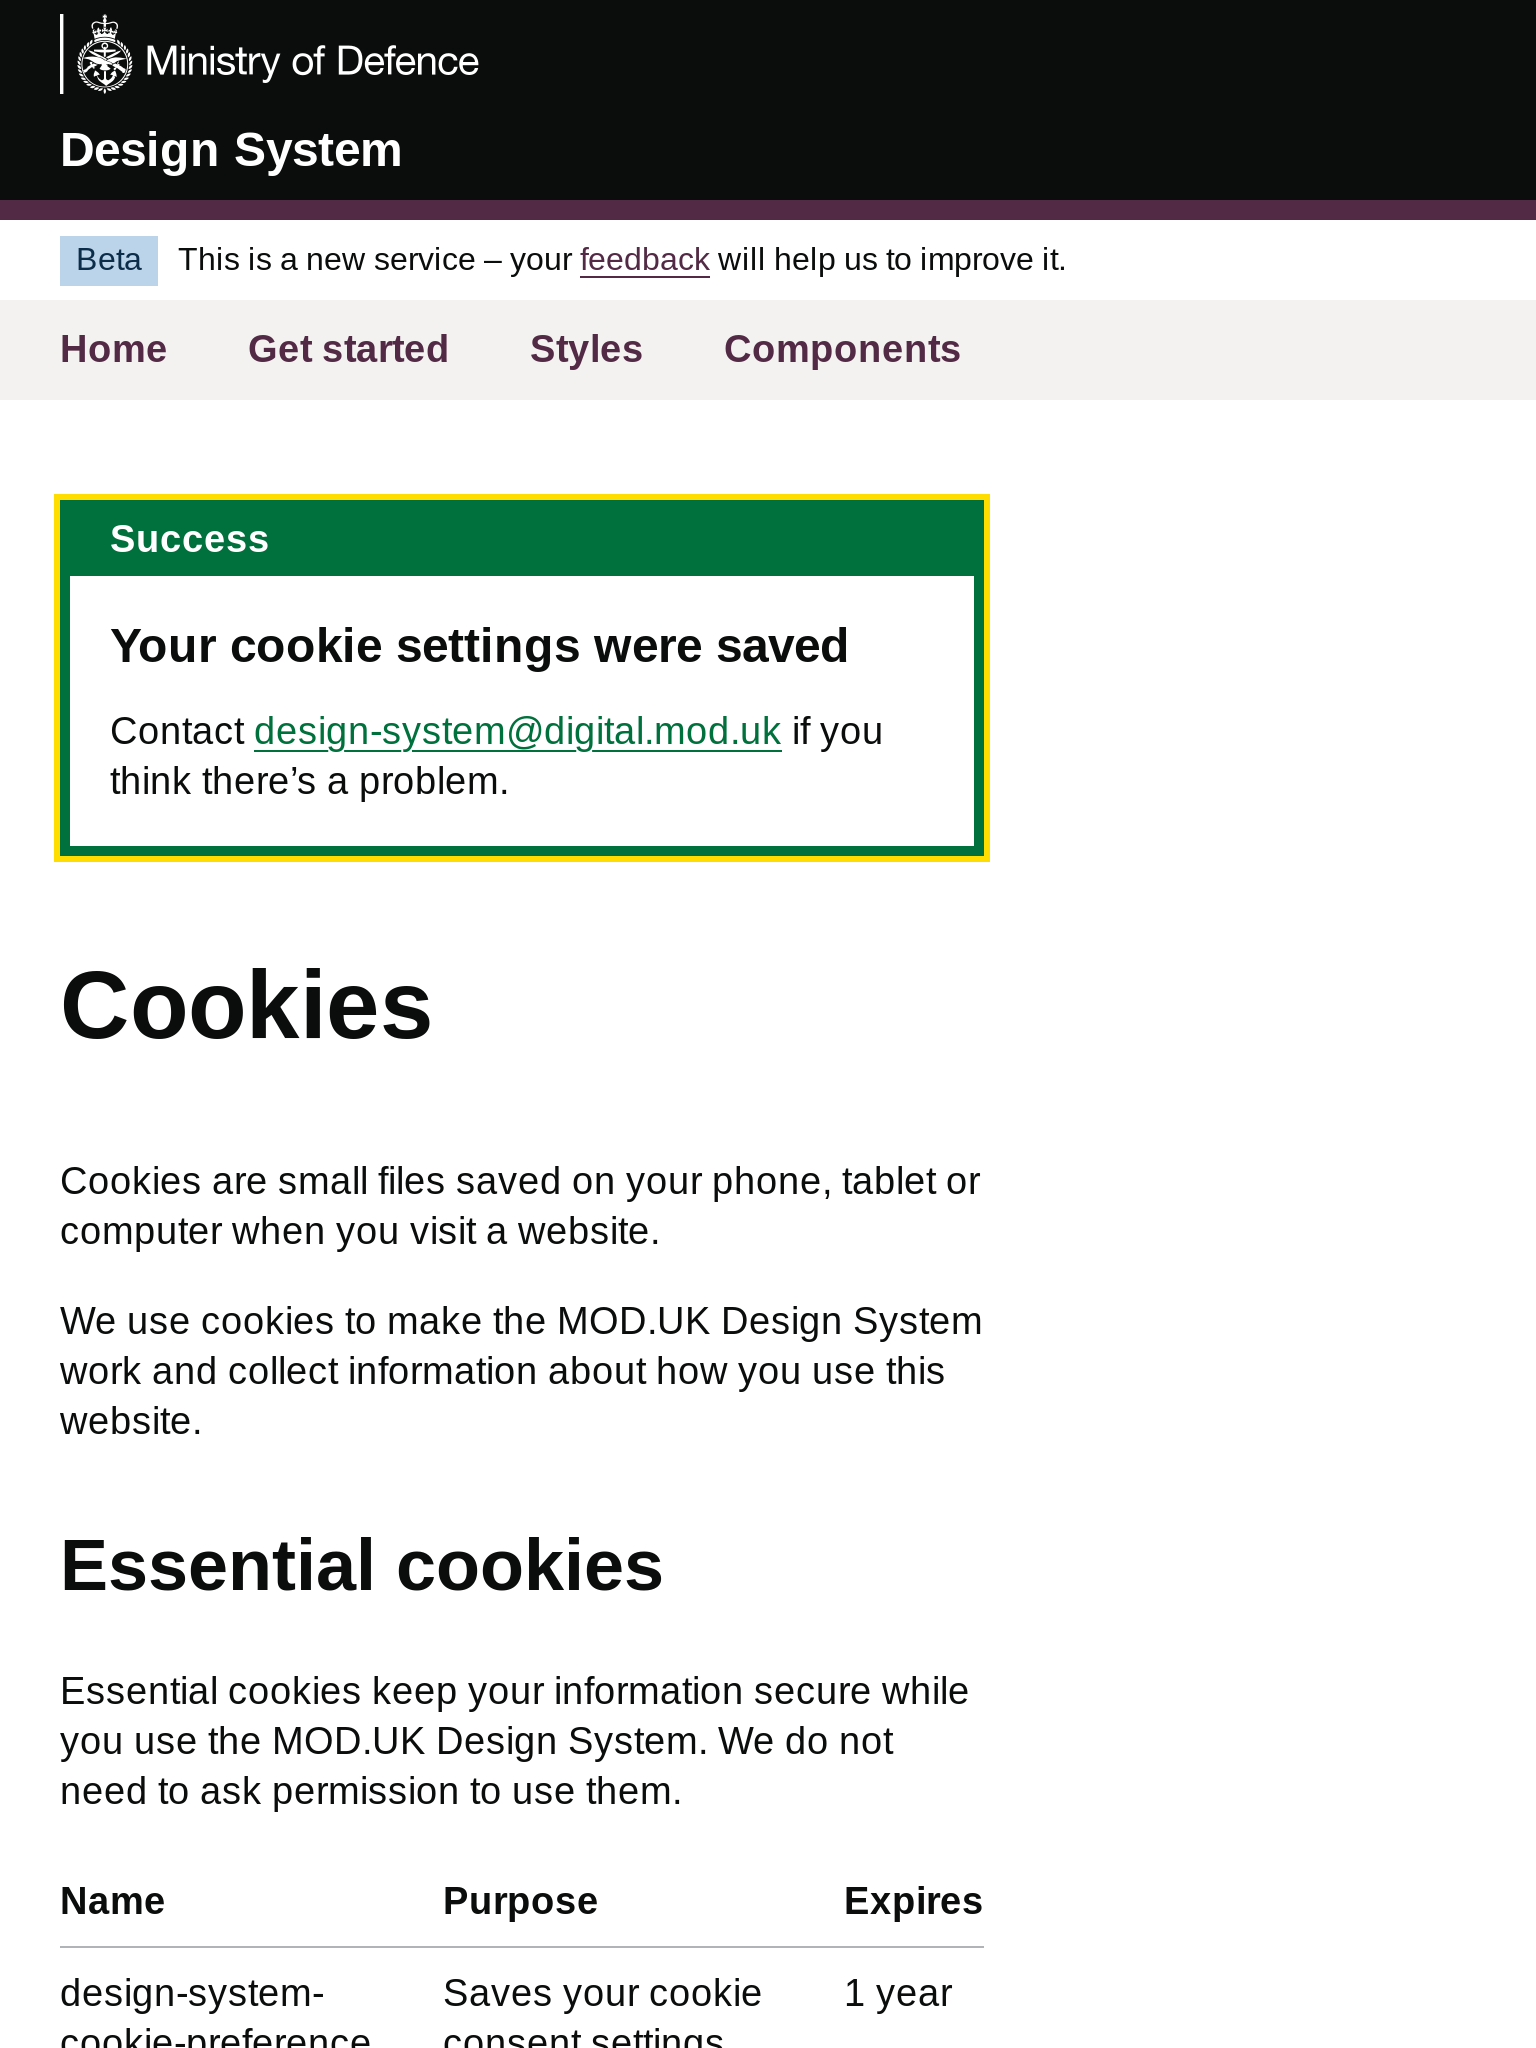 Ministry of Defence
Design System
Beta This is a new service – your feedback will help us to improve it.
Home Get started Styles Components
Success
Your cookie settings were saved
Contact design-system@digital.mod.uk if you
think there’s a problem.
Cookies
Cookies are small files saved on your phone, tablet or
computer when you visit a website.
We use cookies to make the MOD.UK Design System
work and collect information about how you use this
website.
Essential cookies
Essential cookies keep your information secure while
you use the MOD.UK Design System. We do not
need to ask permission to use them.
Name Purpose Expires
design-system- Saves your cookie 1 year
cookie-preference consent settings